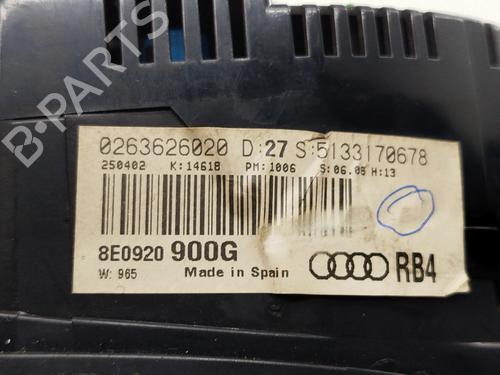 B-PARTS
0263626020 D:27 S:5133170678
250402 K:14618 PM:1006 S:06.08 H:13
8E0920 900G
W: 965 Made in Spain RB4